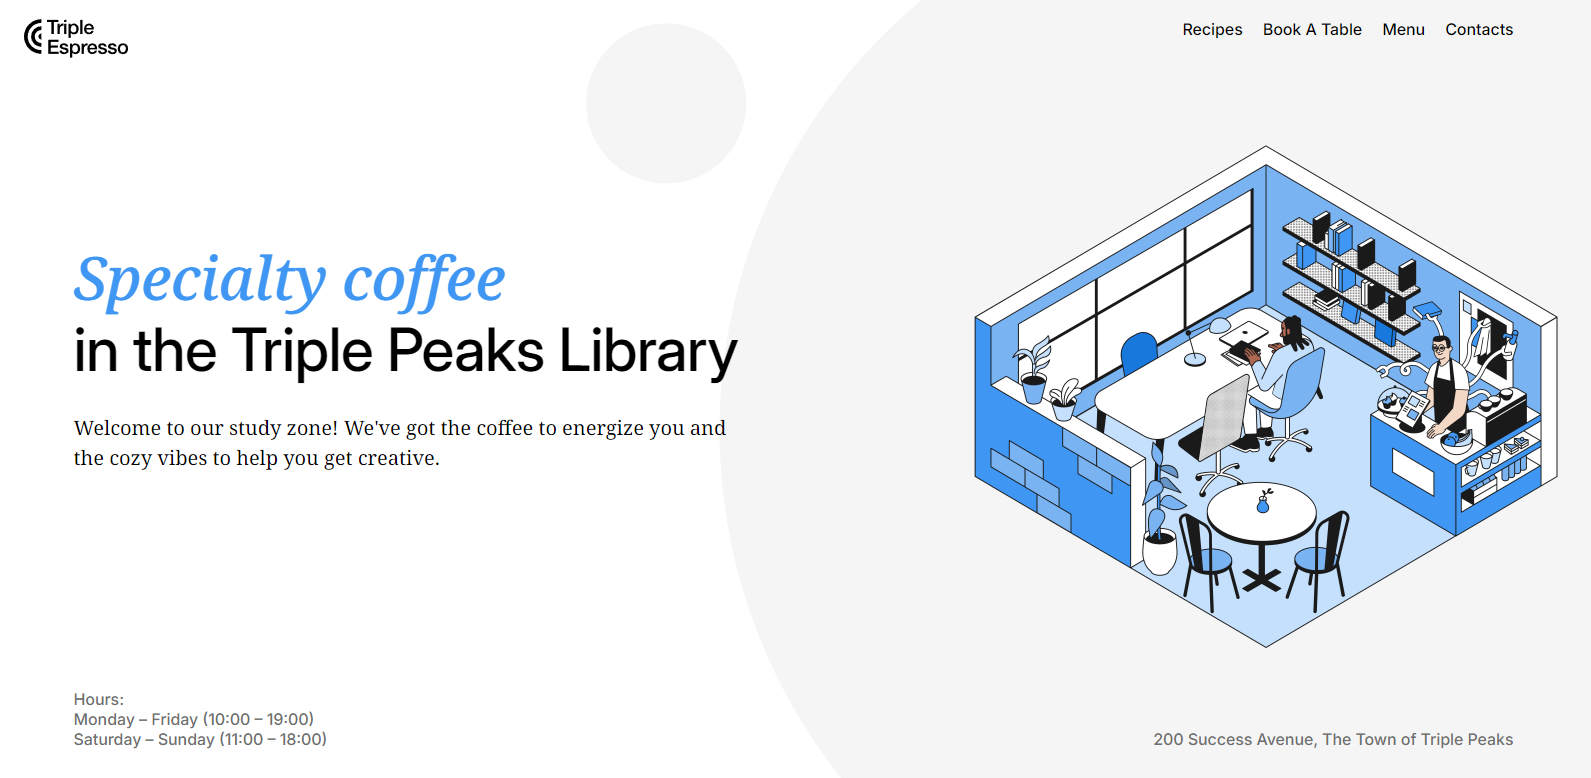 Triple
Espresso
Recipes Book A Table Menu Contacts
Specialty coffee
in the Triple Peaks Library
Welcome to our study zone! We've got the coffee to energize you and
the cozy vibes to help you get creative.
Hours:
Monday – Friday (10:00 – 19:00)
Saturday – Sunday (11:00 – 18:00)
200 Success Avenue, The Town of Triple Peaks